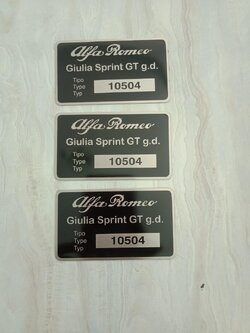 Alfa Romeo
Giulia Sprint GT g.d.
Tipo
Type 10504
Typ
Alfa Romeo
Giulia Sprint GT g.d.
Tipo
Type 10504
Typ
Alfa Romeo
Giulia Sprint GT g.d.
Tipo
Type 10504
Typ